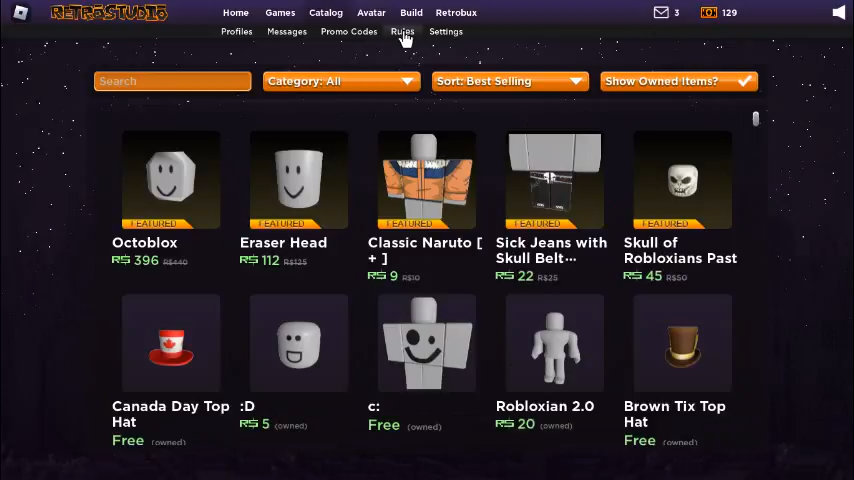 RETROSTUDIO
Home Games Catalog Avatar Build Retrobux 3 129
Profiles Messages Promo Codes Rules Settings
Search Category: All Sort: Best Selling Show Owned Items?
FEATURED FEATURED FEATURED FEATURED FEATURED
Octoblox
R$ 396 R$440
Eraser Head
R$ 112 R$125
Classic Naruto [
+ ]
R$ 9 R$10
Sick Jeans with
Skull Belt...
R$ 22 R$25
Skull of
Robloxians Past
R$ 45 R$50
Canada Day Top
Hat
Free (owned)
:D
R$ 5 (owned)
c:
Free (owned)
Robloxian 2.0
R$ 20 (owned)
Brown Tix Top
Hat
Free (owned)